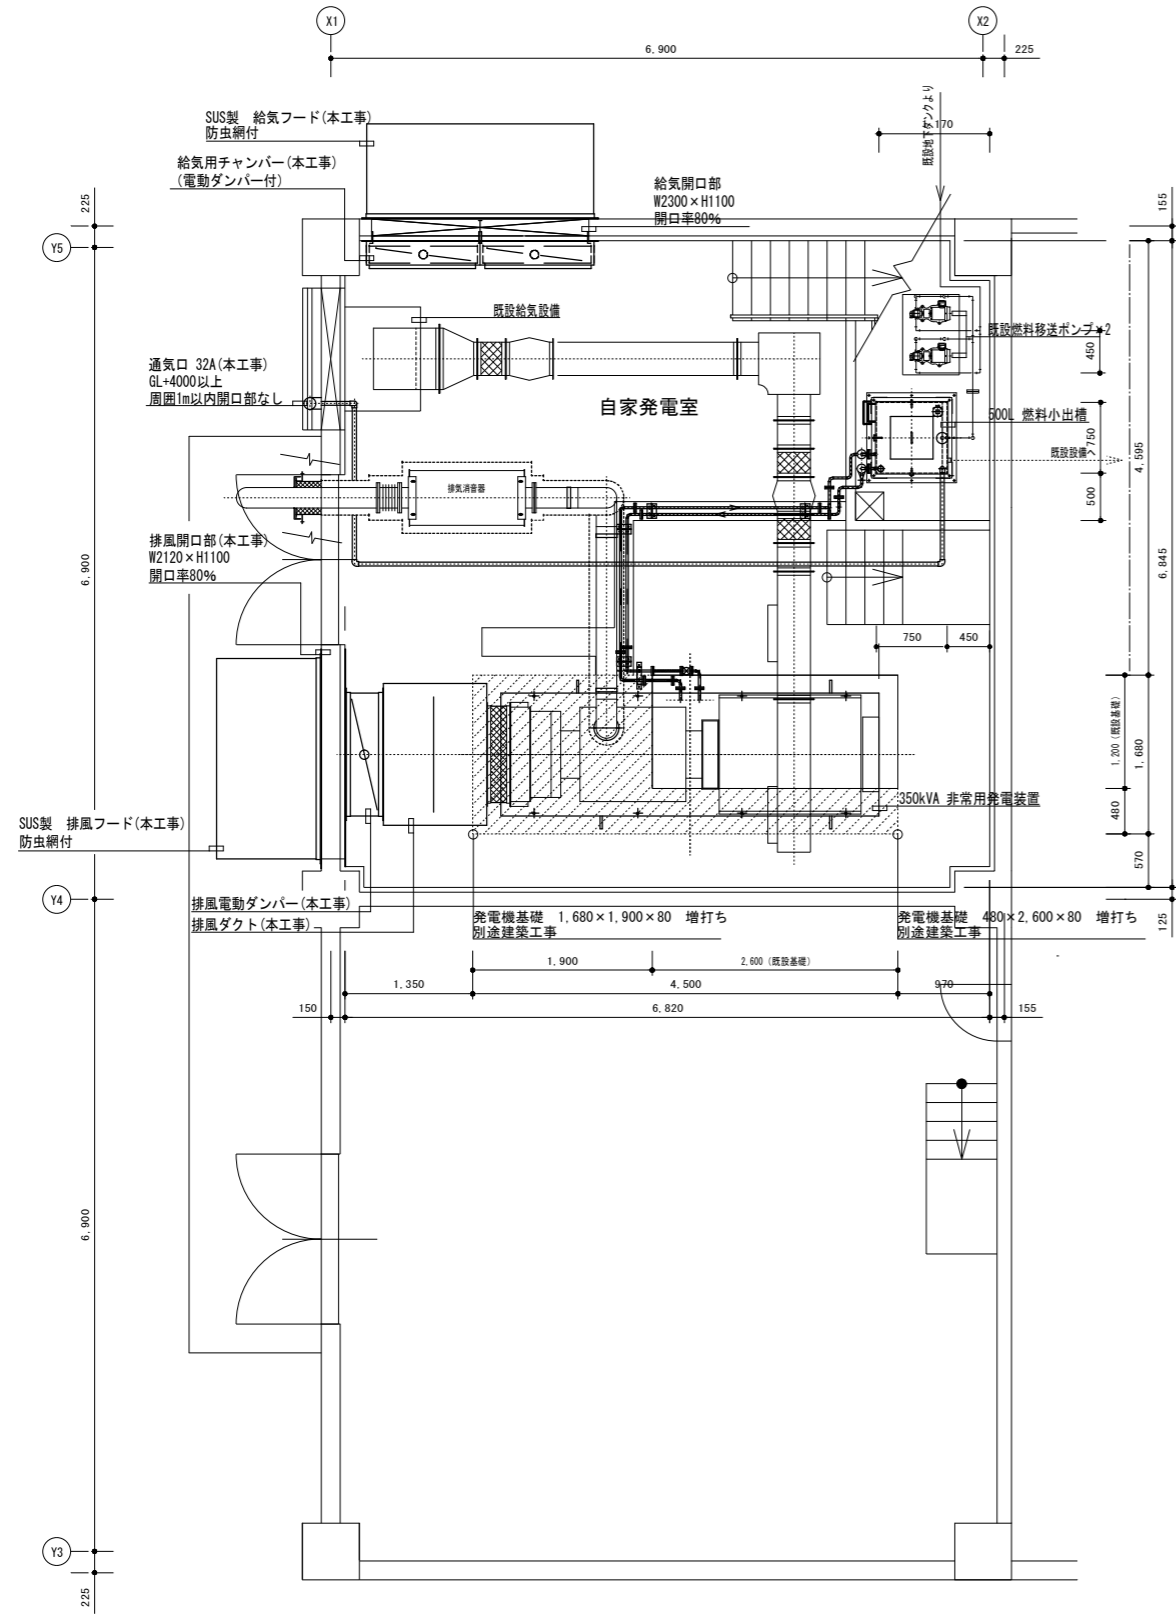 X1
X2
6,900
225
SUS製 給気フード(本工事)
防虫網付
既設地下タンクより
170
給気用チャンバー(本工事)
(電動ダンパー付)
給気開口部
W2300×H1100
開口率80%
225
155
Y5
既設給気設備
既設燃料移送ポンプ×2
450
通気口 32A(本工事)
GL+4000以上
周囲1m以内開口部なし
自家発電室
500L 燃料小出槽
750
既設設備へ
4,595
排気消音器
500
排風開口部(本工事)
W2120×H1100
開口率80%
6,900
6,845
750
450
1,200 (既設基礎)
1,680
350kVA 非常用発電装置
480
SUS製 排風フード(本工事)
防虫網付
570
Y4
排風電動ダンパー(本工事)
排風ダクト(本工事)
発電機基礎 1,680×1,900×80 増打ち
別途建築工事
発電機基礎 480×2,600×80 増打ち
別途建築工事
125
1,900
2,600 (既設基礎)
1,350
4,500
970
150
6,820
155
6,900
Y3
225